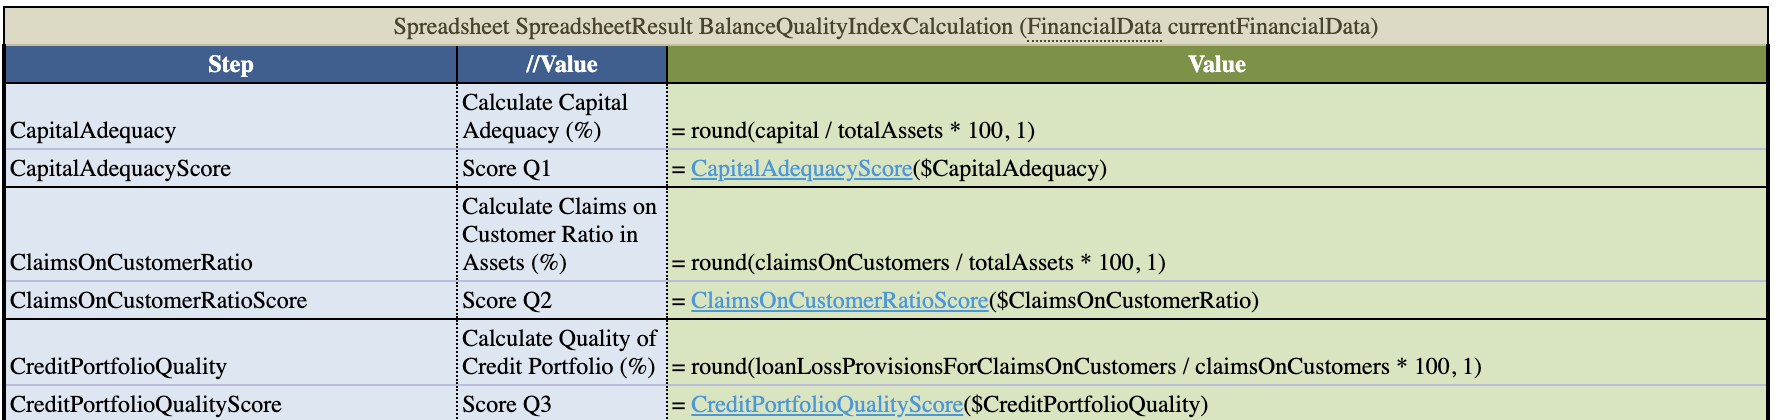 Spreadsheet SpreadsheetResult BalanceQualityIndexCalculation (FinancialData currentFinancialData)
Step //Value Value
CapitalAdequacy Calculate Capital Adequacy (%) = round(capital / totalAssets * 100, 1)
CapitalAdequacyScore Score Q1 = CapitalAdequacyScore($CapitalAdequacy)
ClaimsOnCustomerRatio Calculate Claims on Customer Ratio in Assets (%) = round(claimsOnCustomers / totalAssets * 100, 1)
ClaimsOnCustomerRatioScore Score Q2 = ClaimsOnCustomerRatioScore($ClaimsOnCustomerRatio)
CreditPortfolioQuality Calculate Quality of Credit Portfolio (%) = round(loanLossProvisionsForClaimsOnCustomers / claimsOnCustomers * 100, 1)
CreditPortfolioQualityScore Score Q3 = CreditPortfolioQualityScore($CreditPortfolioQuality)